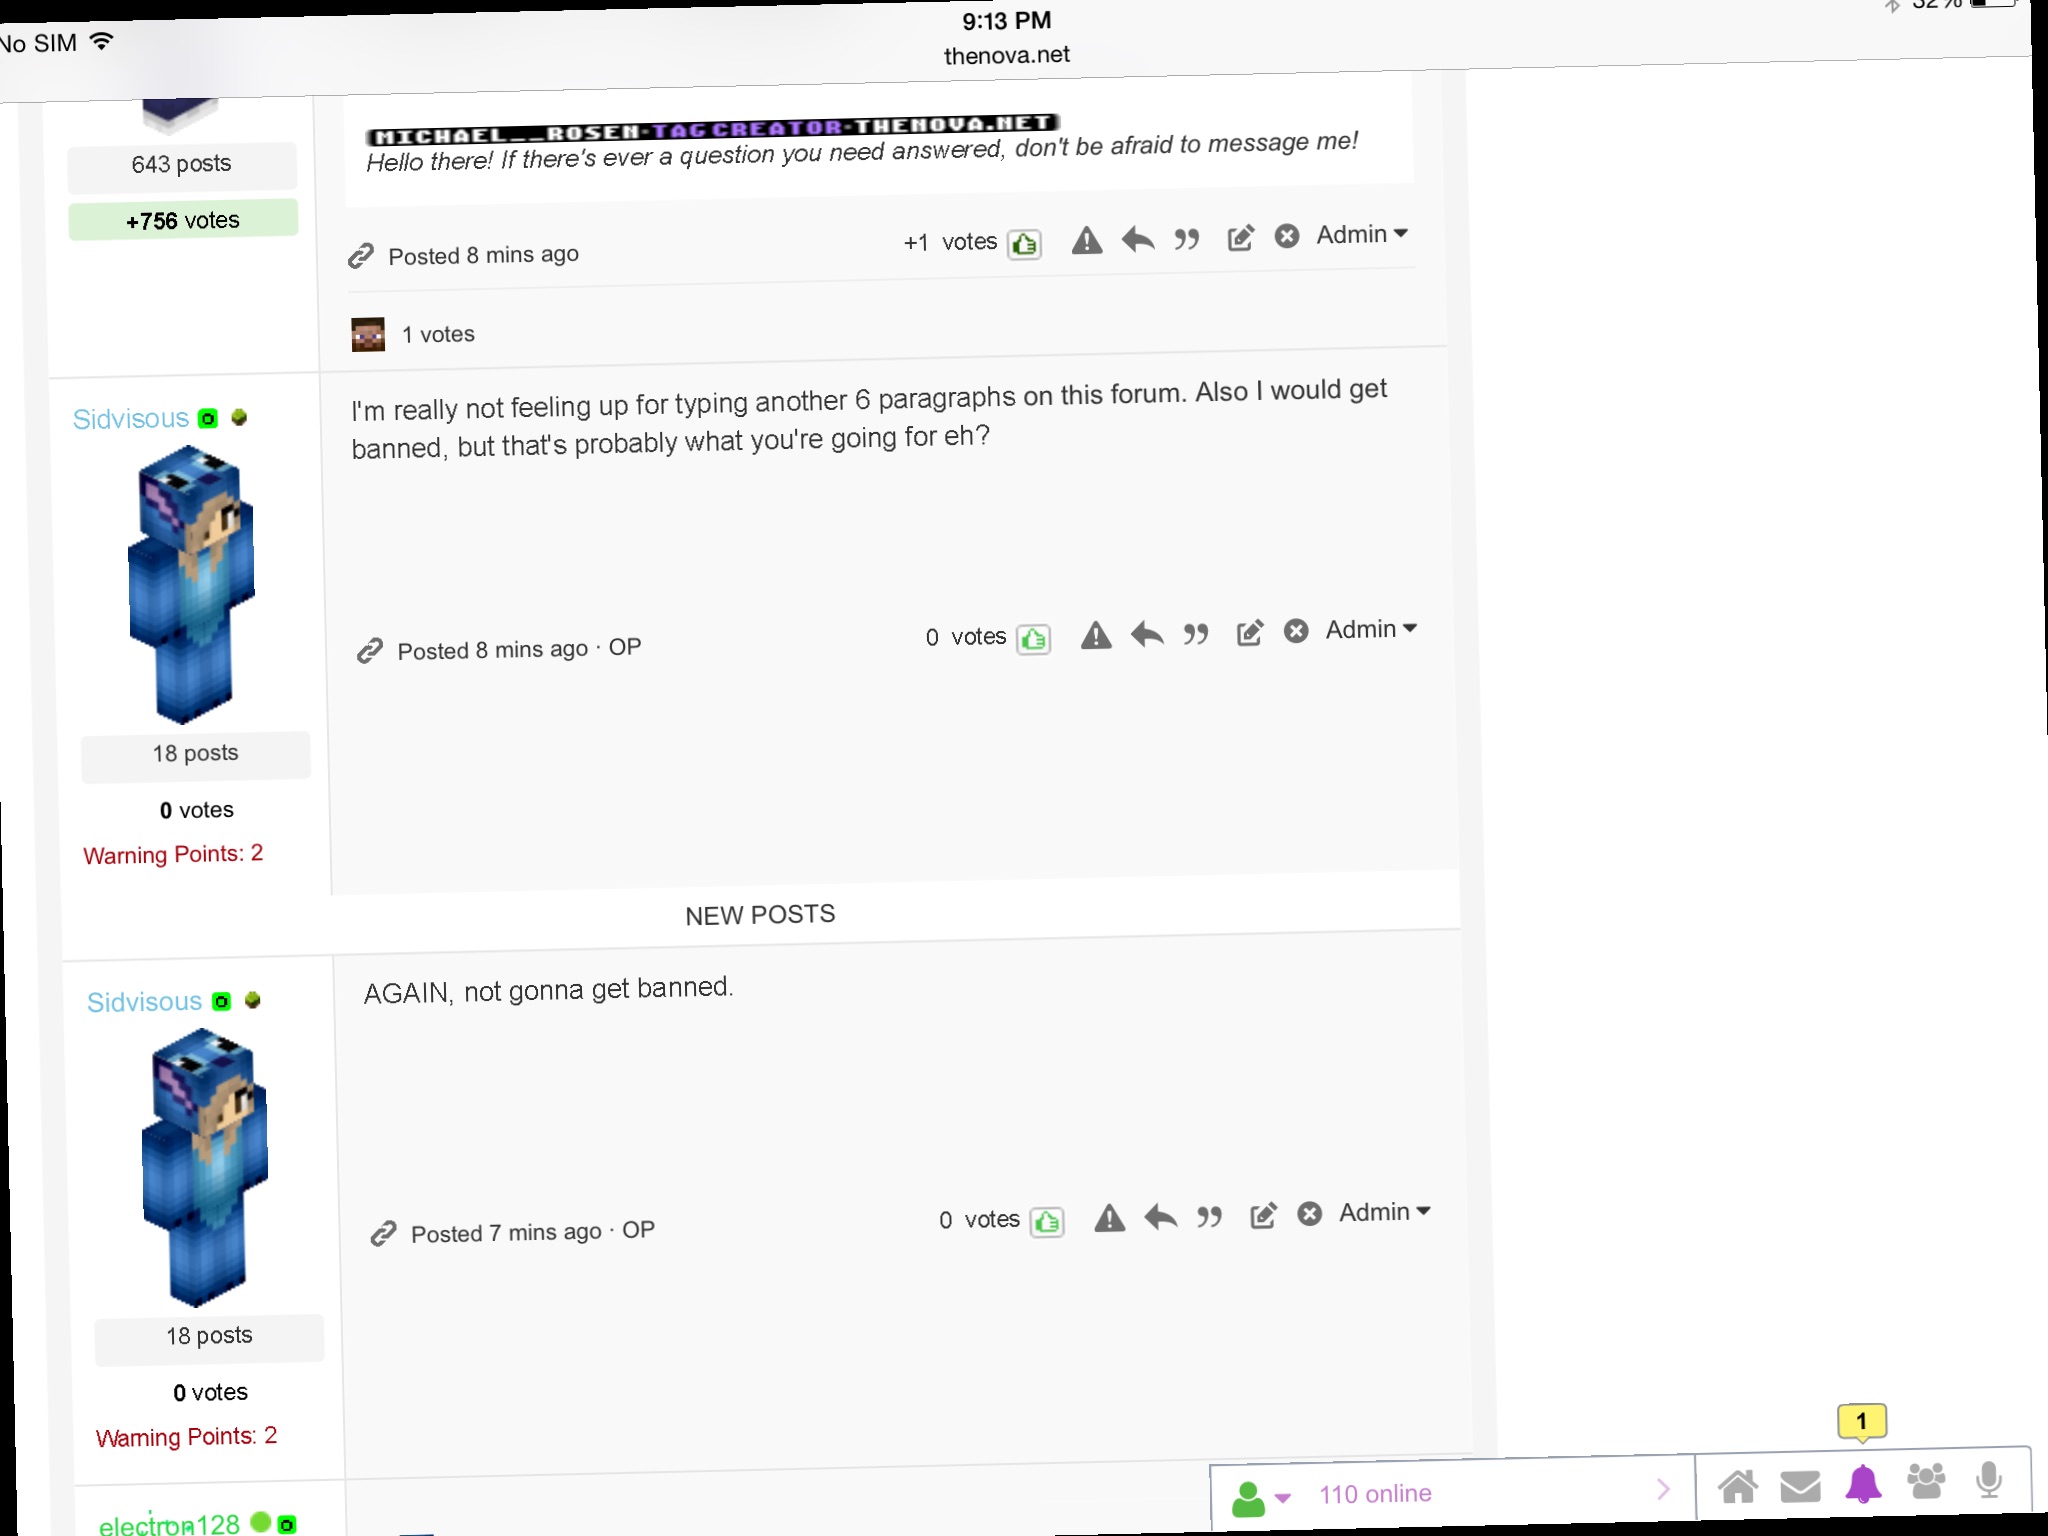 No SIM
9:13 PM
32%
thenova.net
MICHAEL__ROSEN-TAG CREATOR-THENOVA.NET
Hello there! If there's ever a question you need answered, don't be afraid to message me!
643 posts
+756 votes
Posted 8 mins ago
+1 votes
Admin
1 votes
Sidvisous
I'm really not feeling up for typing another 6 paragraphs on this forum. Also I would get
banned, but that's probably what you're going for eh?
Posted 8 mins ago · OP
0 votes
Admin
18 posts
0 votes
Warning Points: 2
NEW POSTS
Sidvisous
AGAIN, not gonna get banned.
Posted 7 mins ago · OP
0 votes
Admin
18 posts
0 votes
Warning Points: 2
electron128
1
110 online